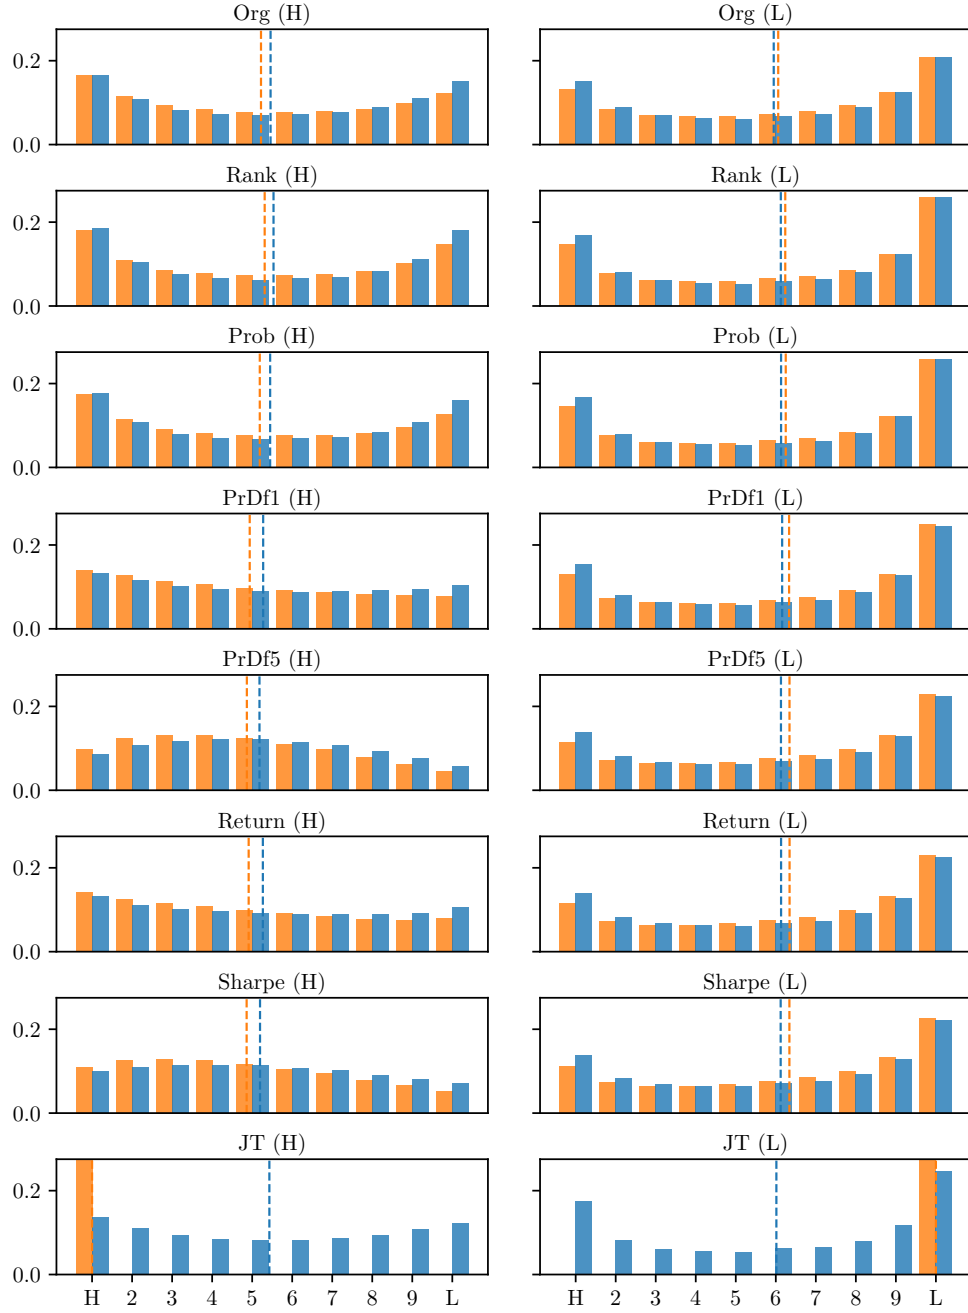 Org (H) Org (L)
0.2
0.0
Rank (H) Rank (L)
0.2
0.0
Prob (H) Prob (L)
0.2
0.0
PrDf1 (H) PrDf1 (L)
0.2
0.0
PrDf5 (H) PrDf5 (L)
0.2
0.0
Return (H) Return (L)
0.2
0.0
Sharpe (H) Sharpe (L)
0.2
0.0
JT (H) JT (L)
0.2
0.0
H 2 3 4 5 6 7 8 9 L H 2 3 4 5 6 7 8 9 L